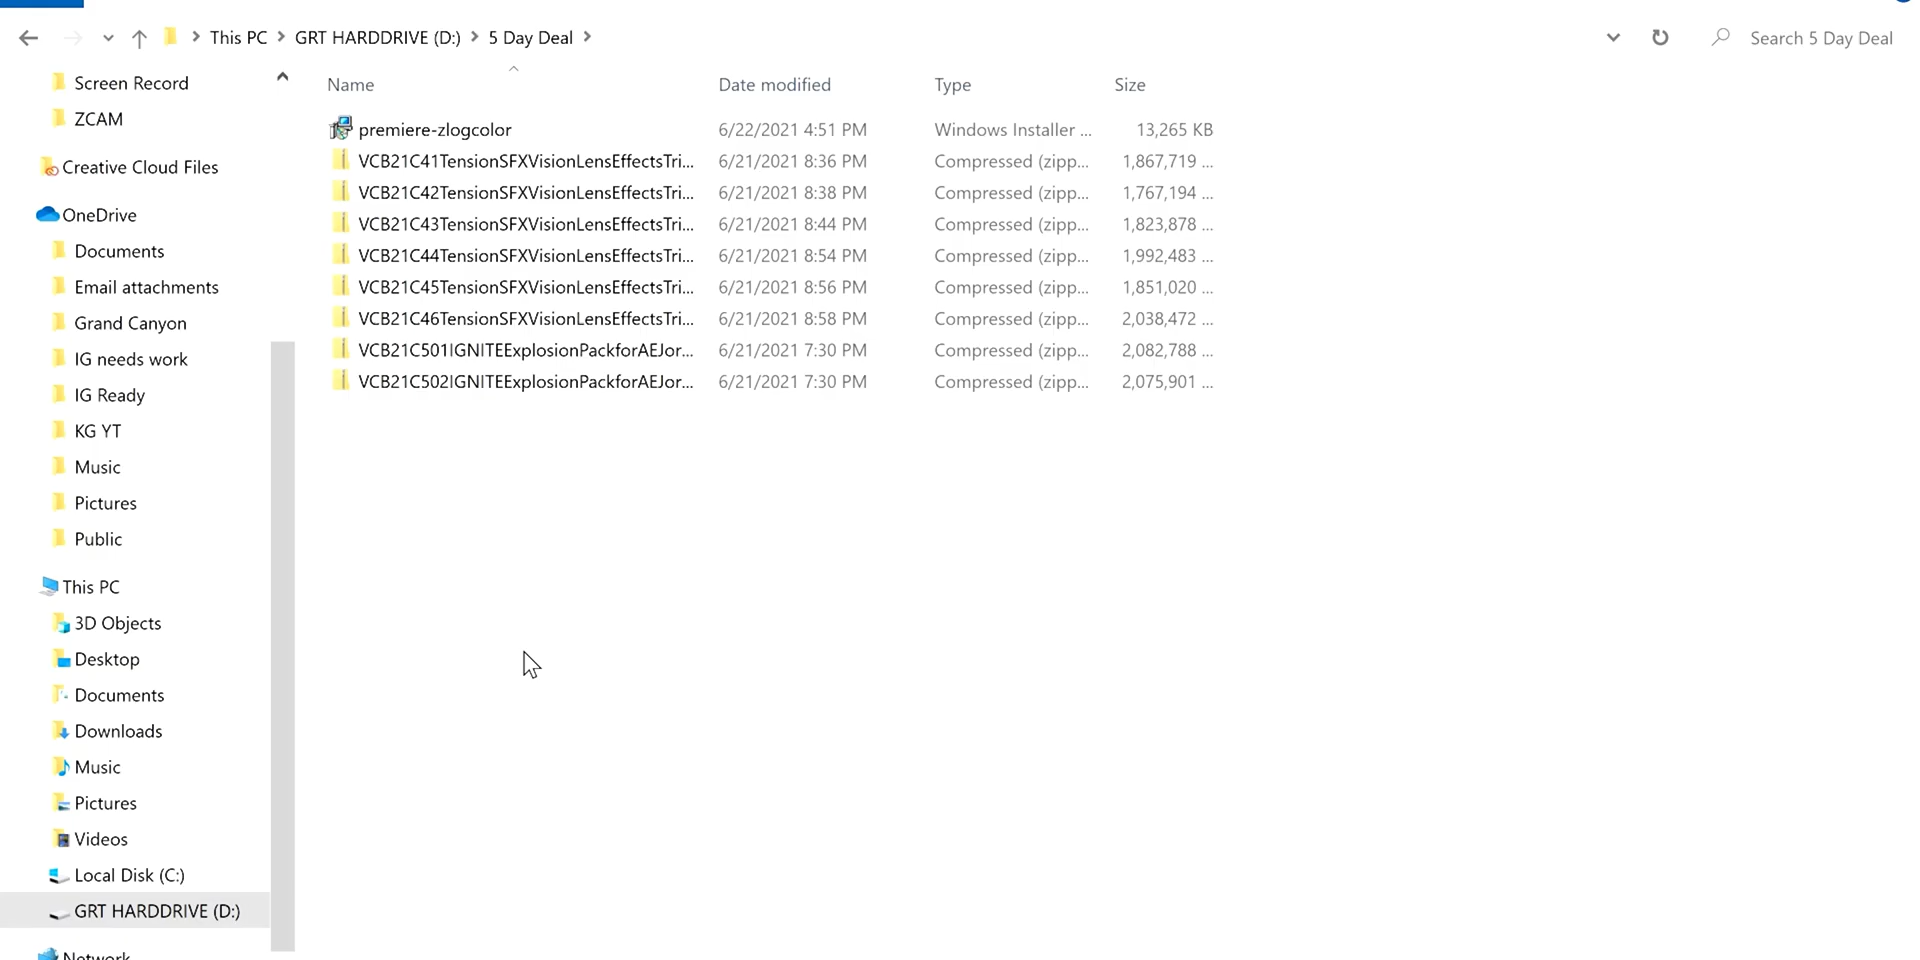 This PC > GRT HARDDRIVE (D:) > 5 Day Deal >
Search 5 Day Deal
Screen Record
ZCAM
Creative Cloud Files
OneDrive
Documents
Email attachments
Grand Canyon
IG needs work
IG Ready
KG YT
Music
Pictures
Public
This PC
3D Objects
Desktop
Documents
Downloads
Music
Pictures
Videos
Local Disk (C:)
GRT HARDDRIVE (D:)
Network
Name Date modified Type Size
premiere-zlogcolor 6/22/2021 4:51 PM Windows Installer ... 13,265 KB
VCB21C41TensionSFXVisionLensEffectsTri... 6/21/2021 8:36 PM Compressed (zipp... 1,867,719 ...
VCB21C42TensionSFXVisionLensEffectsTri... 6/21/2021 8:38 PM Compressed (zipp... 1,767,194 ...
VCB21C43TensionSFXVisionLensEffectsTri... 6/21/2021 8:44 PM Compressed (zipp... 1,823,878 ...
VCB21C44TensionSFXVisionLensEffectsTri... 6/21/2021 8:54 PM Compressed (zipp... 1,992,483 ...
VCB21C45TensionSFXVisionLensEffectsTri... 6/21/2021 8:56 PM Compressed (zipp... 1,851,020 ...
VCB21C46TensionSFXVisionLensEffectsTri... 6/21/2021 8:58 PM Compressed (zipp... 2,038,472 ...
VCB21C501IGNITEExplosionPackforAEJor... 6/21/2021 7:30 PM Compressed (zipp... 2,082,788 ...
VCB21C502IGNITEExplosionPackforAEJor... 6/21/2021 7:30 PM Compressed (zipp... 2,075,901 ...